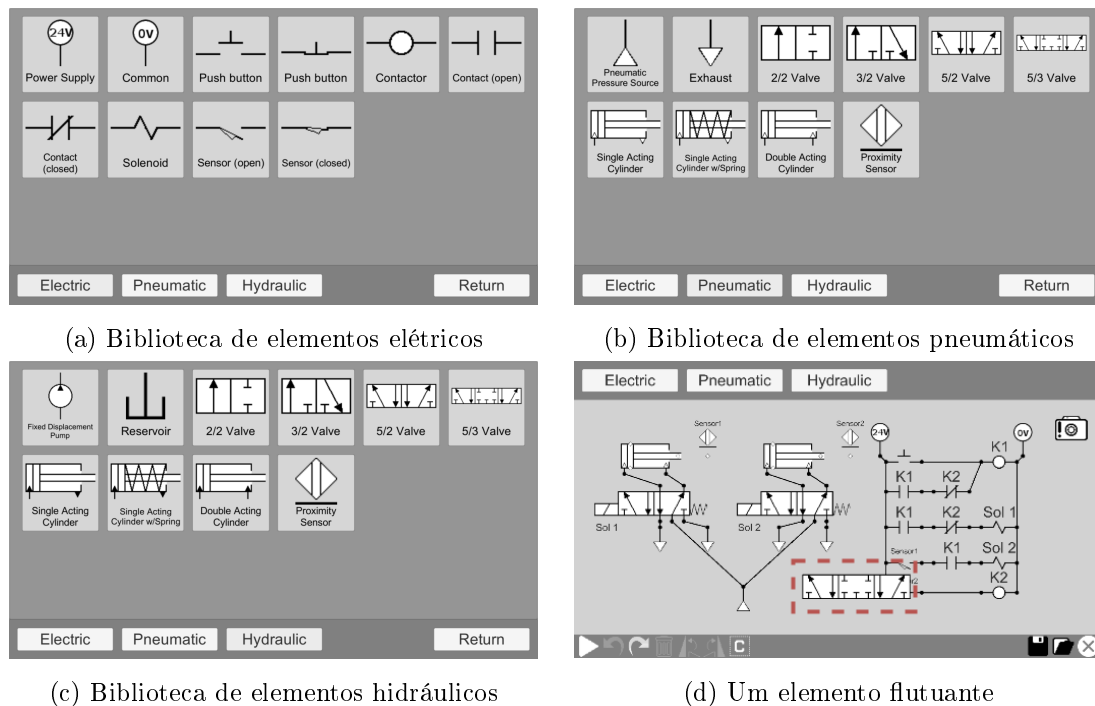 24V
Power Supply
0V
Common
Push button
Push button
Contactor
Contact (open)
Contact
(closed)
Solenoid
Sensor (open)
Sensor (closed)
Electric
Pneumatic
Hydraulic
Return
(a) Biblioteca de elementos elétricos
Pneumatic
Pressure Source
Exhaust
2/2 Valve
3/2 Valve
5/2 Valve
5/3 Valve
Single Acting
Cylinder
Single Acting
Cylinder w/Spring
Double Acting
Cylinder
Proximity
Sensor
Electric
Pneumatic
Hydraulic
Return
(b) Biblioteca de elementos pneumáticos
Fixed Displacement
Pump
Reservoir
2/2 Valve
3/2 Valve
5/2 Valve
5/3 Valve
Single Acting
Cylinder
Single Acting
Cylinder w/Spring
Double Acting
Cylinder
Proximity
Sensor
Electric
Pneumatic
Hydraulic
Return
(c) Biblioteca de elementos hidráulicos
Electric
Pneumatic
Hydraulic
Sensor1
Sensor2
24V
0V
K1
K1
K2
K1
K2
Sol 1
Sol 1
Sol 2
Sensor1
K1
Sol 2
K2
C
(d) Um elemento flutuante